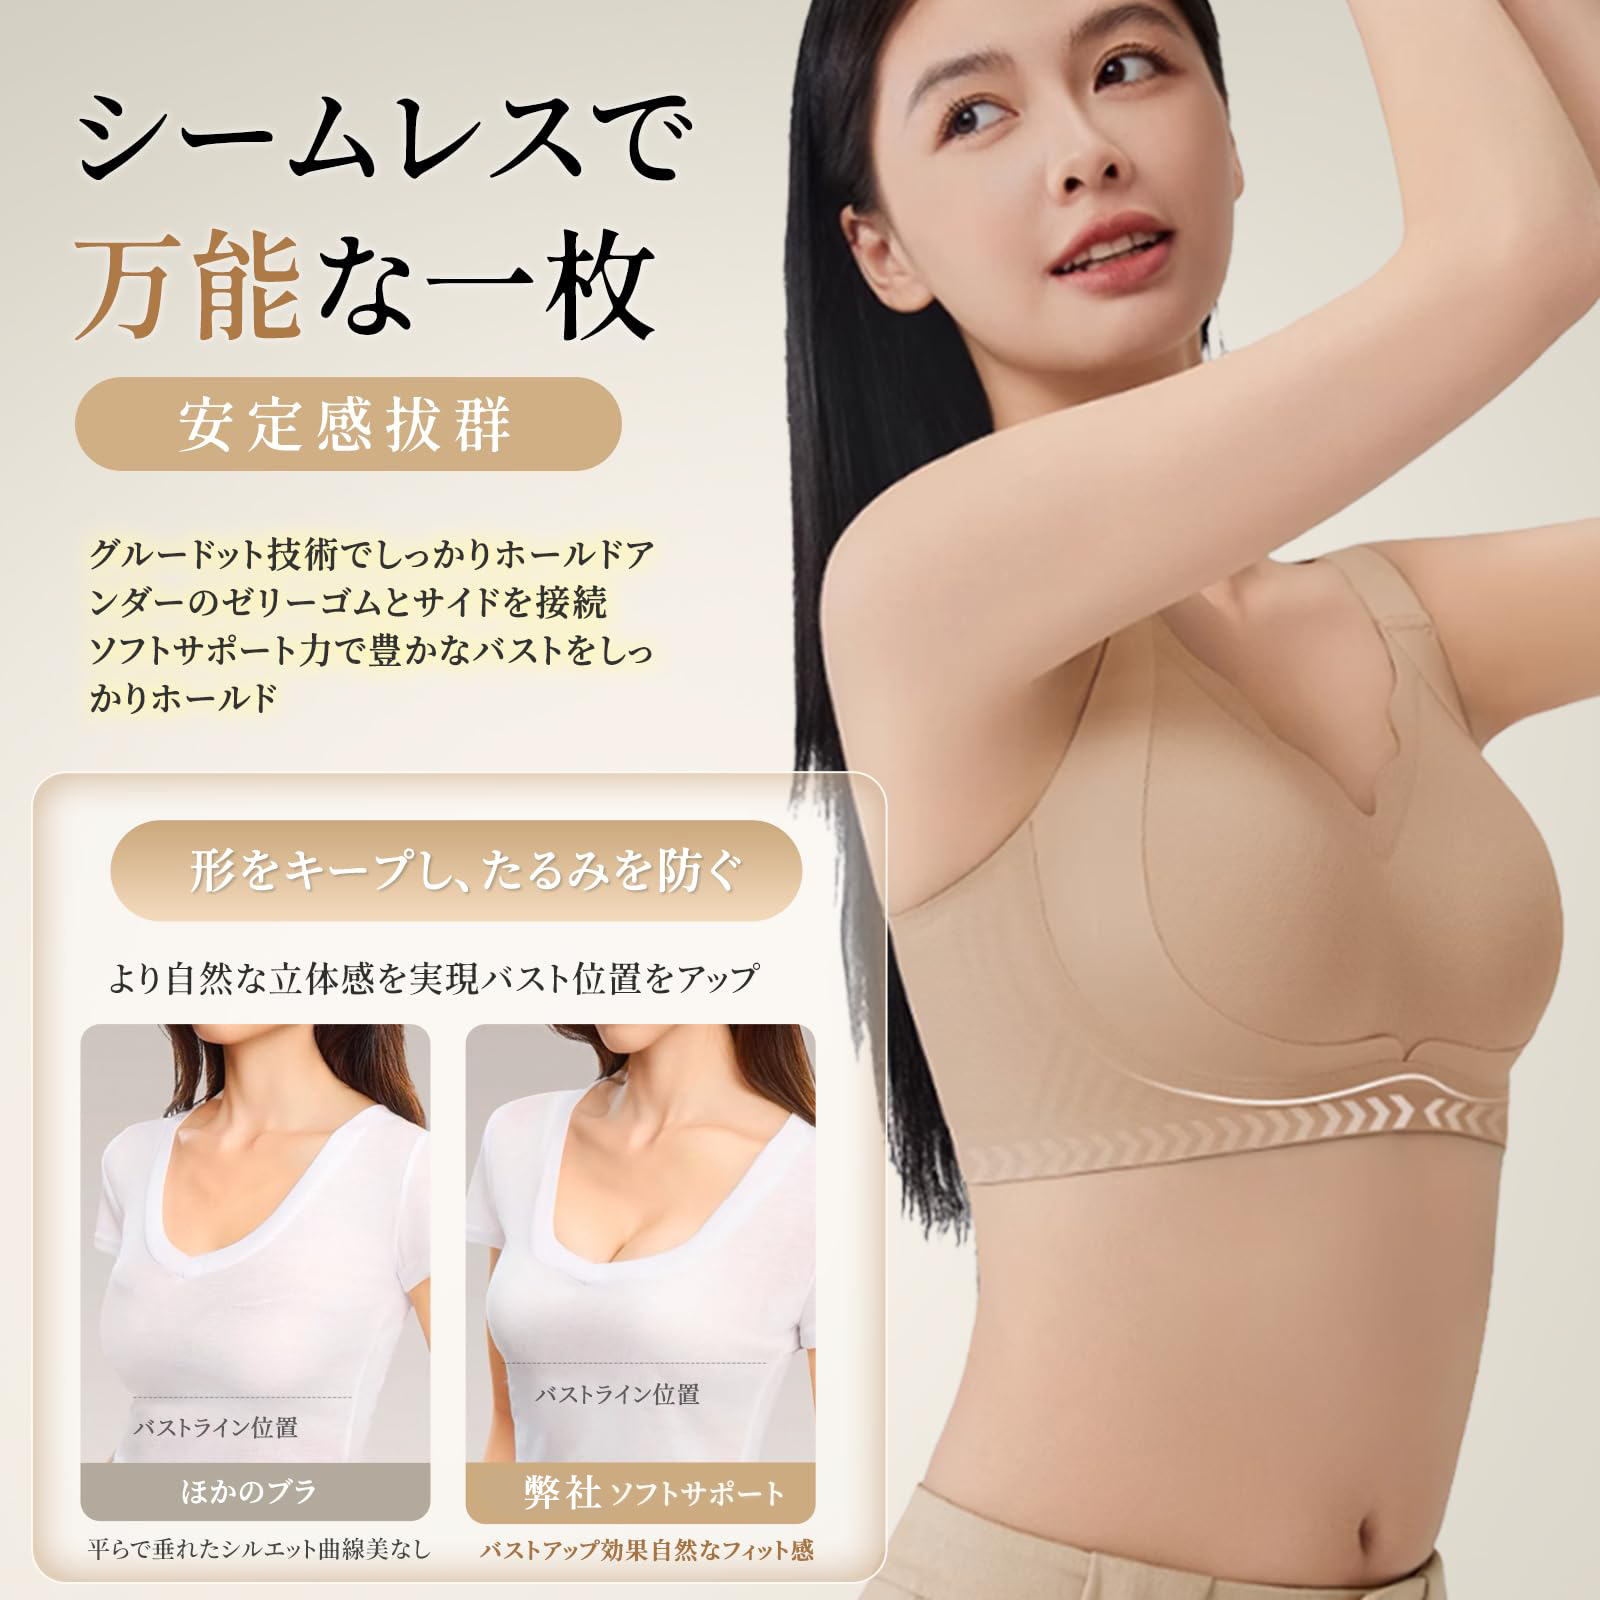 シームレスで
万能な一枚
安定感抜群
グルードット技術でしっかりホールドア
ンダーのゼリーゴムとサイドを接続
ソフトサポート力で豊かなバストをしっ
かりホールド
形をキープし、たるみを防ぐ
より自然な立体感を実現バスト位置をアップ
バストライン位置
ほかのブラ
平らで垂れたシルエット曲線美なし
バストライン位置
弊社 ソフトサポート
バストアップ効果自然なフィット感